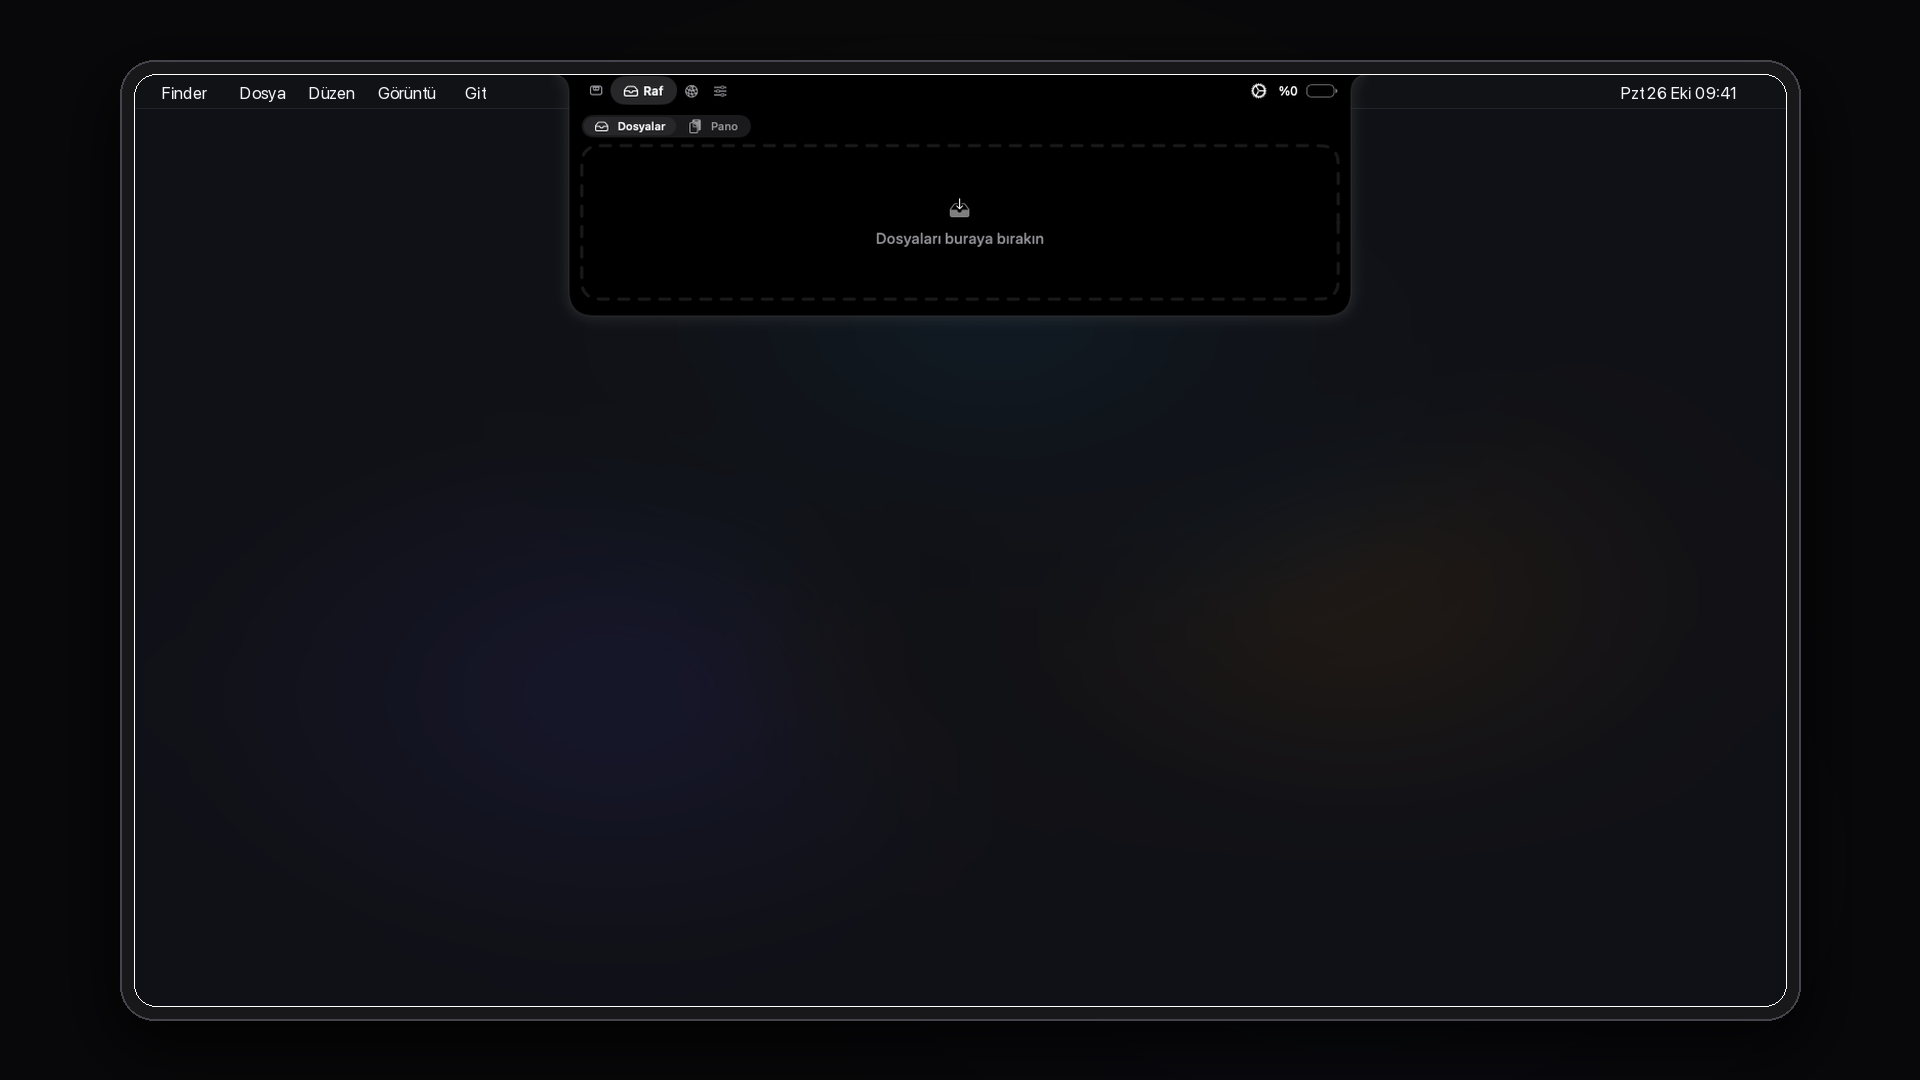 Finder Dosya Düzen Görüntü Git
Raf
%0
Pzt 26 Eki 09:41
Dosyalar Pano
Dosyaları buraya bırakın